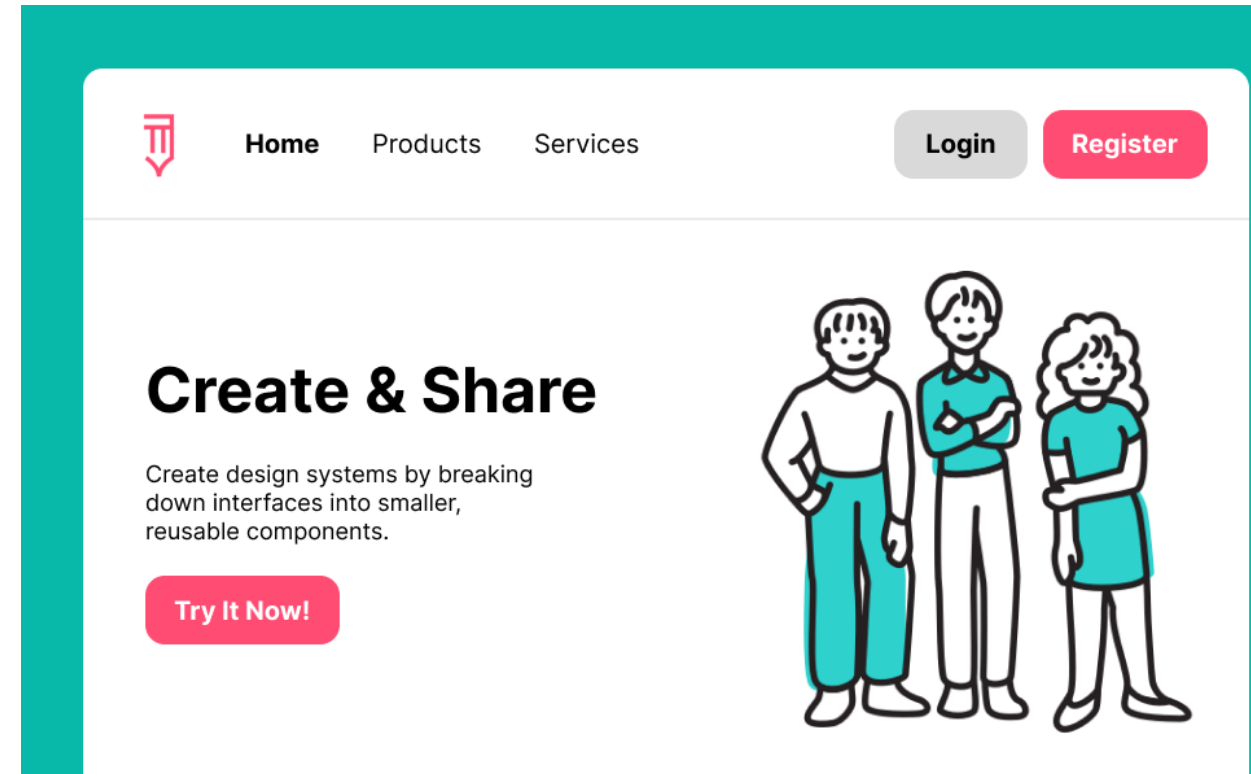 Home Products Services Login Register
Create & Share
Create design systems by breaking
down interfaces into smaller,
reusable components.
Try It Now!